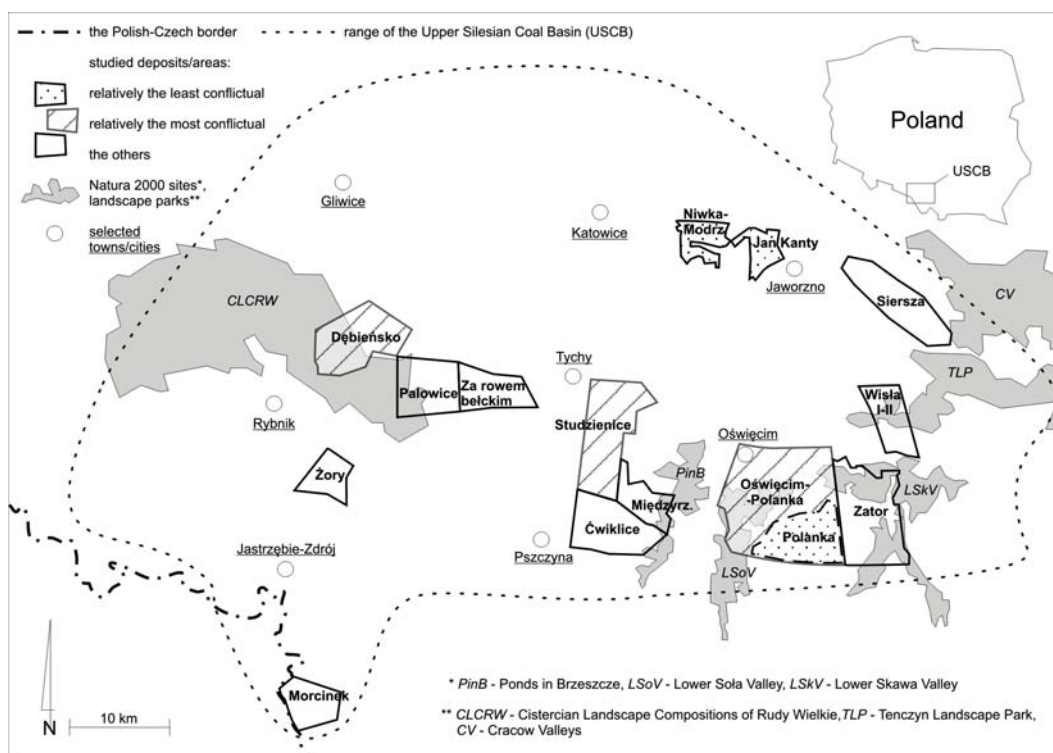 the Polish-Czech border
range of the Upper Silesian Coal Basin (USCB)
studied deposits/areas:
relatively the least conflictual
relatively the most conflictual
the others
Natura 2000 sites*,
landscape parks**
selected
towns/cities
Poland
USCB
Gliwice
Katowice
Niwka-
Modrz.
Jan Kanty
Jaworzno
Siersza
CV
CLCRW
Dębieńsko
Palowice
Za rowem
bełckim
Tychy
TLP
Wisła
I-II
Rybnik
Studzienice
Oświęcim
Żory
PinB
Oświęcim-
-Polanka
LSkV
Międzyrz.
Zator
Ćwiklice
Polanka
Pszczyna
Jastrzębie-Zdrój
LSoV
Morcinek
N
10 km
* PinB - Ponds in Brzeszcze, LSoV - Lower Soła Valley, LSkV - Lower Skawa Valley
** CLCRW - Cistercian Landscape Compositions of Rudy Wielkie, TLP - Tenczyn Landscape Park,
CV - Cracow Valleys